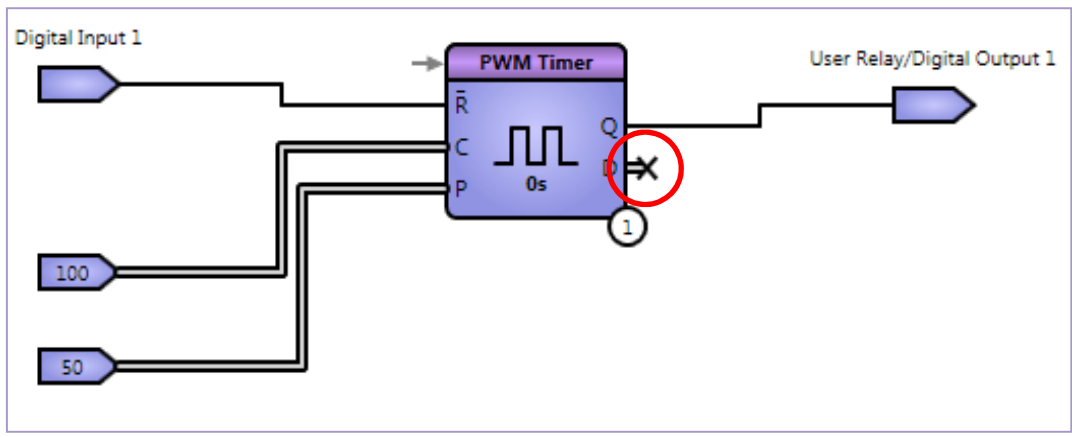 Digital Input 1
PWM Timer
User Relay/Digital Output 1
R̄
C
P
Q
D
0s
1
100
50